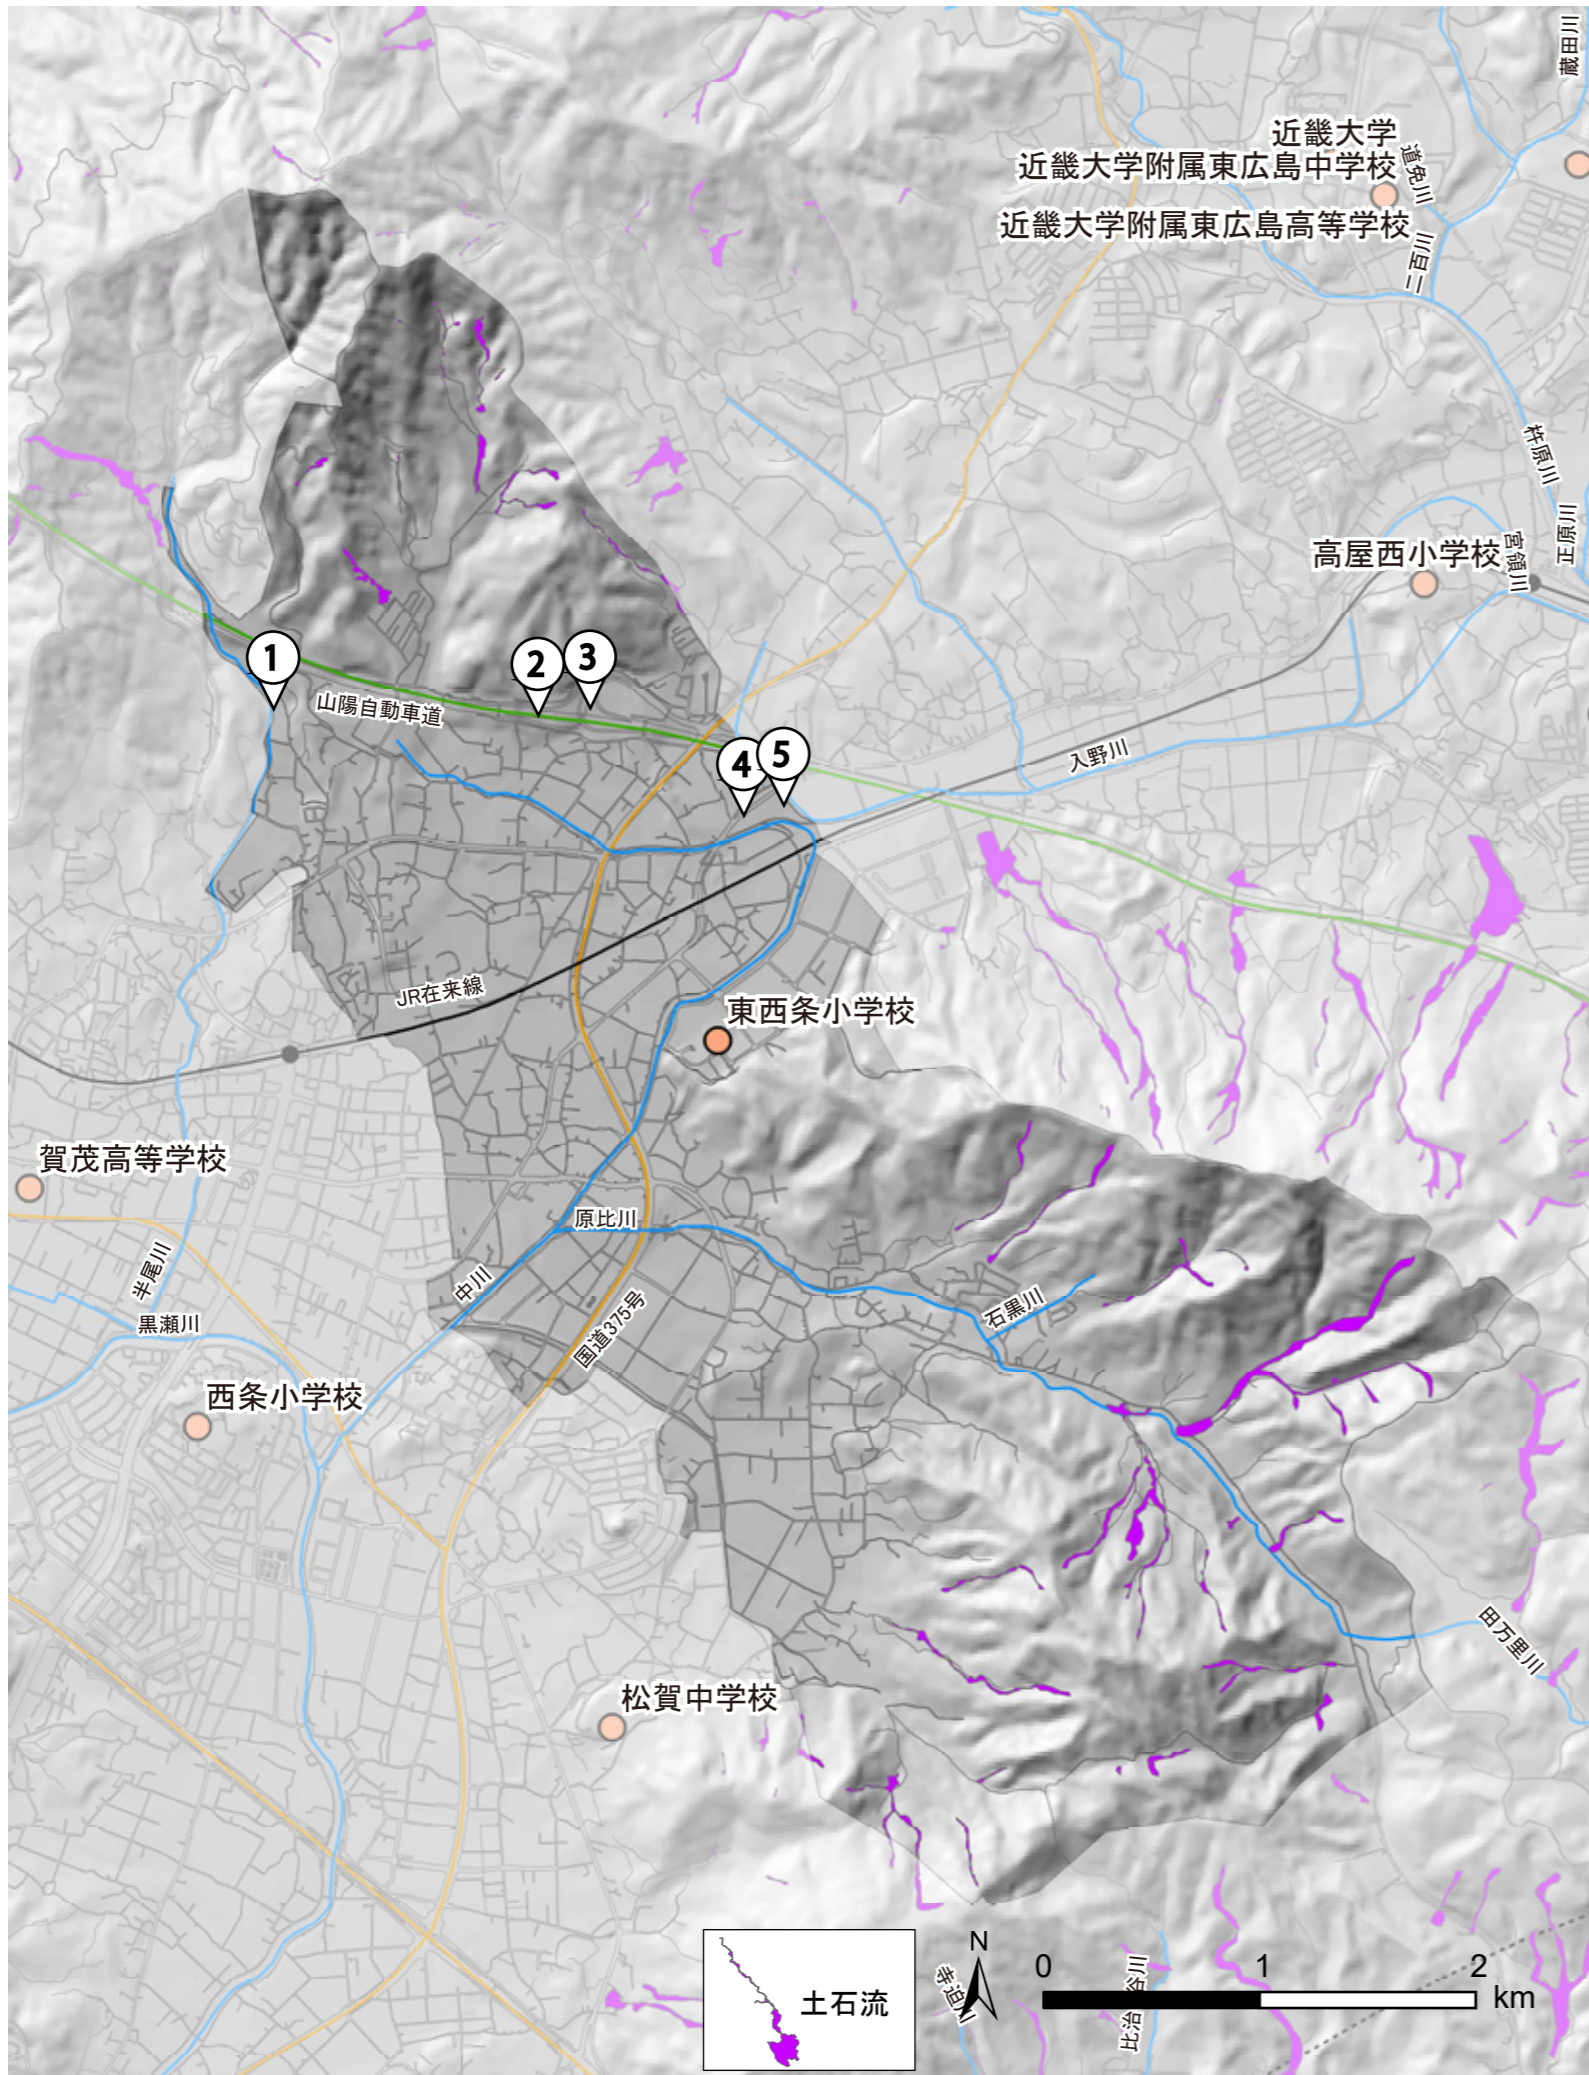 蔵田川
近畿大学
近畿大学附属東広島中学校
道免川
近畿大学附属東広島高等学校
二百川
杵原川
正原川
高屋西小学校
宮領川
1
2
3
山陽自動車道
4
5
入野川
JR在来線
東西条小学校
賀茂高等学校
原比川
半尾川
中川
石黒川
黒瀬川
国道375号
西条小学校
田万里川
松賀中学校
土石流
N
0
1
2
km
寺迫川